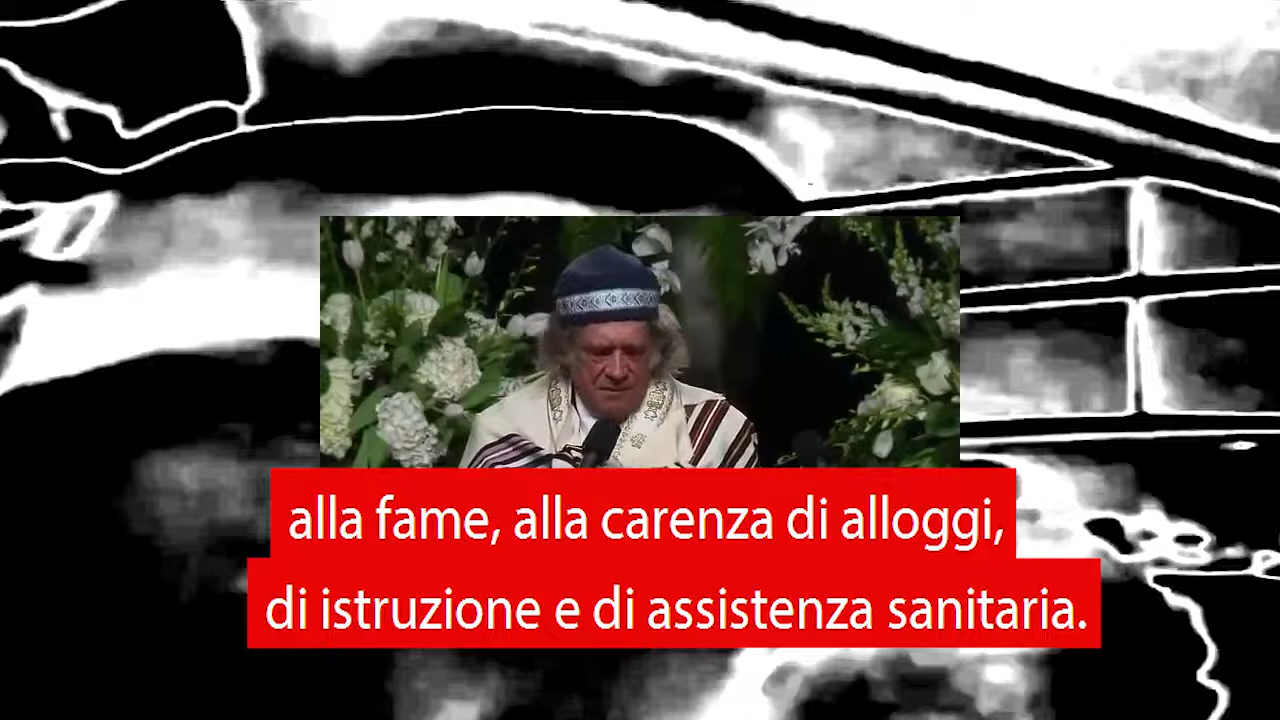 alla fame, alla carenza di alloggi,
di istruzione e di assistenza sanitaria.